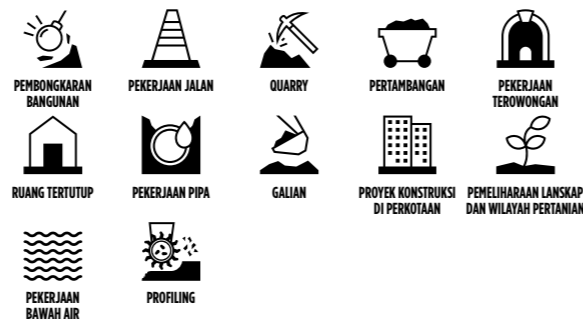 PEMBONGKARAN
BANGUNAN
PEKERJAAN JALAN
QUARRY
PERTAMBANGAN
PEKERJAAN
TEROWONGAN
RUANG TERTUTUP
PEKERJAAN PIPA
GALIAN
PROYEK KONSTRUKSI
DI PERKOTAAN
PEMELIHARAAN LANSKAP
DAN WILAYAH PERTANIAN
PEKERJAAN
BAWAH AIR
PROFILING